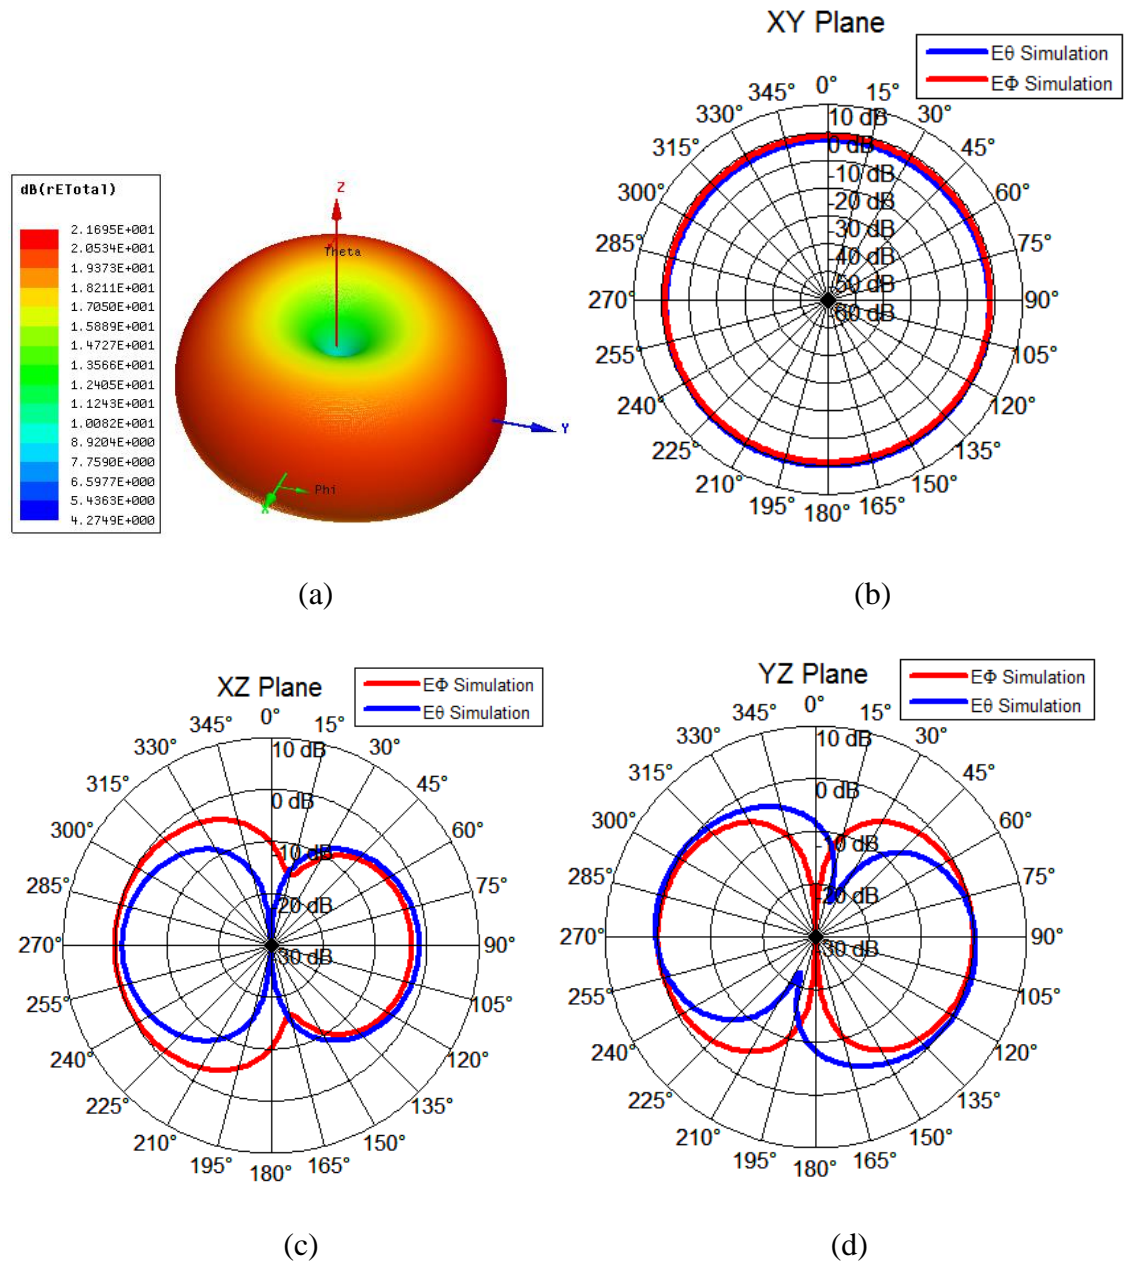 dB(rETotal)
2.1695E+001
2.0534E+001
1.9373E+001
1.8211E+001
1.7050E+001
1.5889E+001
1.4727E+001
1.3566E+001
1.2405E+001
1.1243E+001
1.0082E+001
8.9204E+000
7.7590E+000
6.5977E+000
5.4363E+000
4.2749E+000
Z
Theta
Y
Phi
X
(a)
XY Plane
Eθ Simulation
EΦ Simulation
0°
15°
30°
45°
60°
75°
90°
105°
120°
135°
150°
165°
180°
195°
210°
225°
240°
255°
270°
285°
300°
315°
330°
345°
10 dB
0 dB
-10 dB
-20 dB
-30 dB
-40 dB
-50 dB
-60 dB
(b)
XZ Plane
EΦ Simulation
Eθ Simulation
0°
15°
30°
45°
60°
75°
90°
105°
120°
135°
150°
165°
180°
195°
210°
225°
240°
255°
270°
285°
300°
315°
330°
345°
10 dB
0 dB
-10 dB
-20 dB
-30 dB
(c)
YZ Plane
EΦ Simulation
Eθ Simulation
0°
15°
30°
45°
60°
75°
90°
105°
120°
135°
150°
165°
180°
195°
210°
225°
240°
255°
270°
285°
300°
315°
330°
345°
10 dB
0 dB
-10 dB
-20 dB
-30 dB
(d)